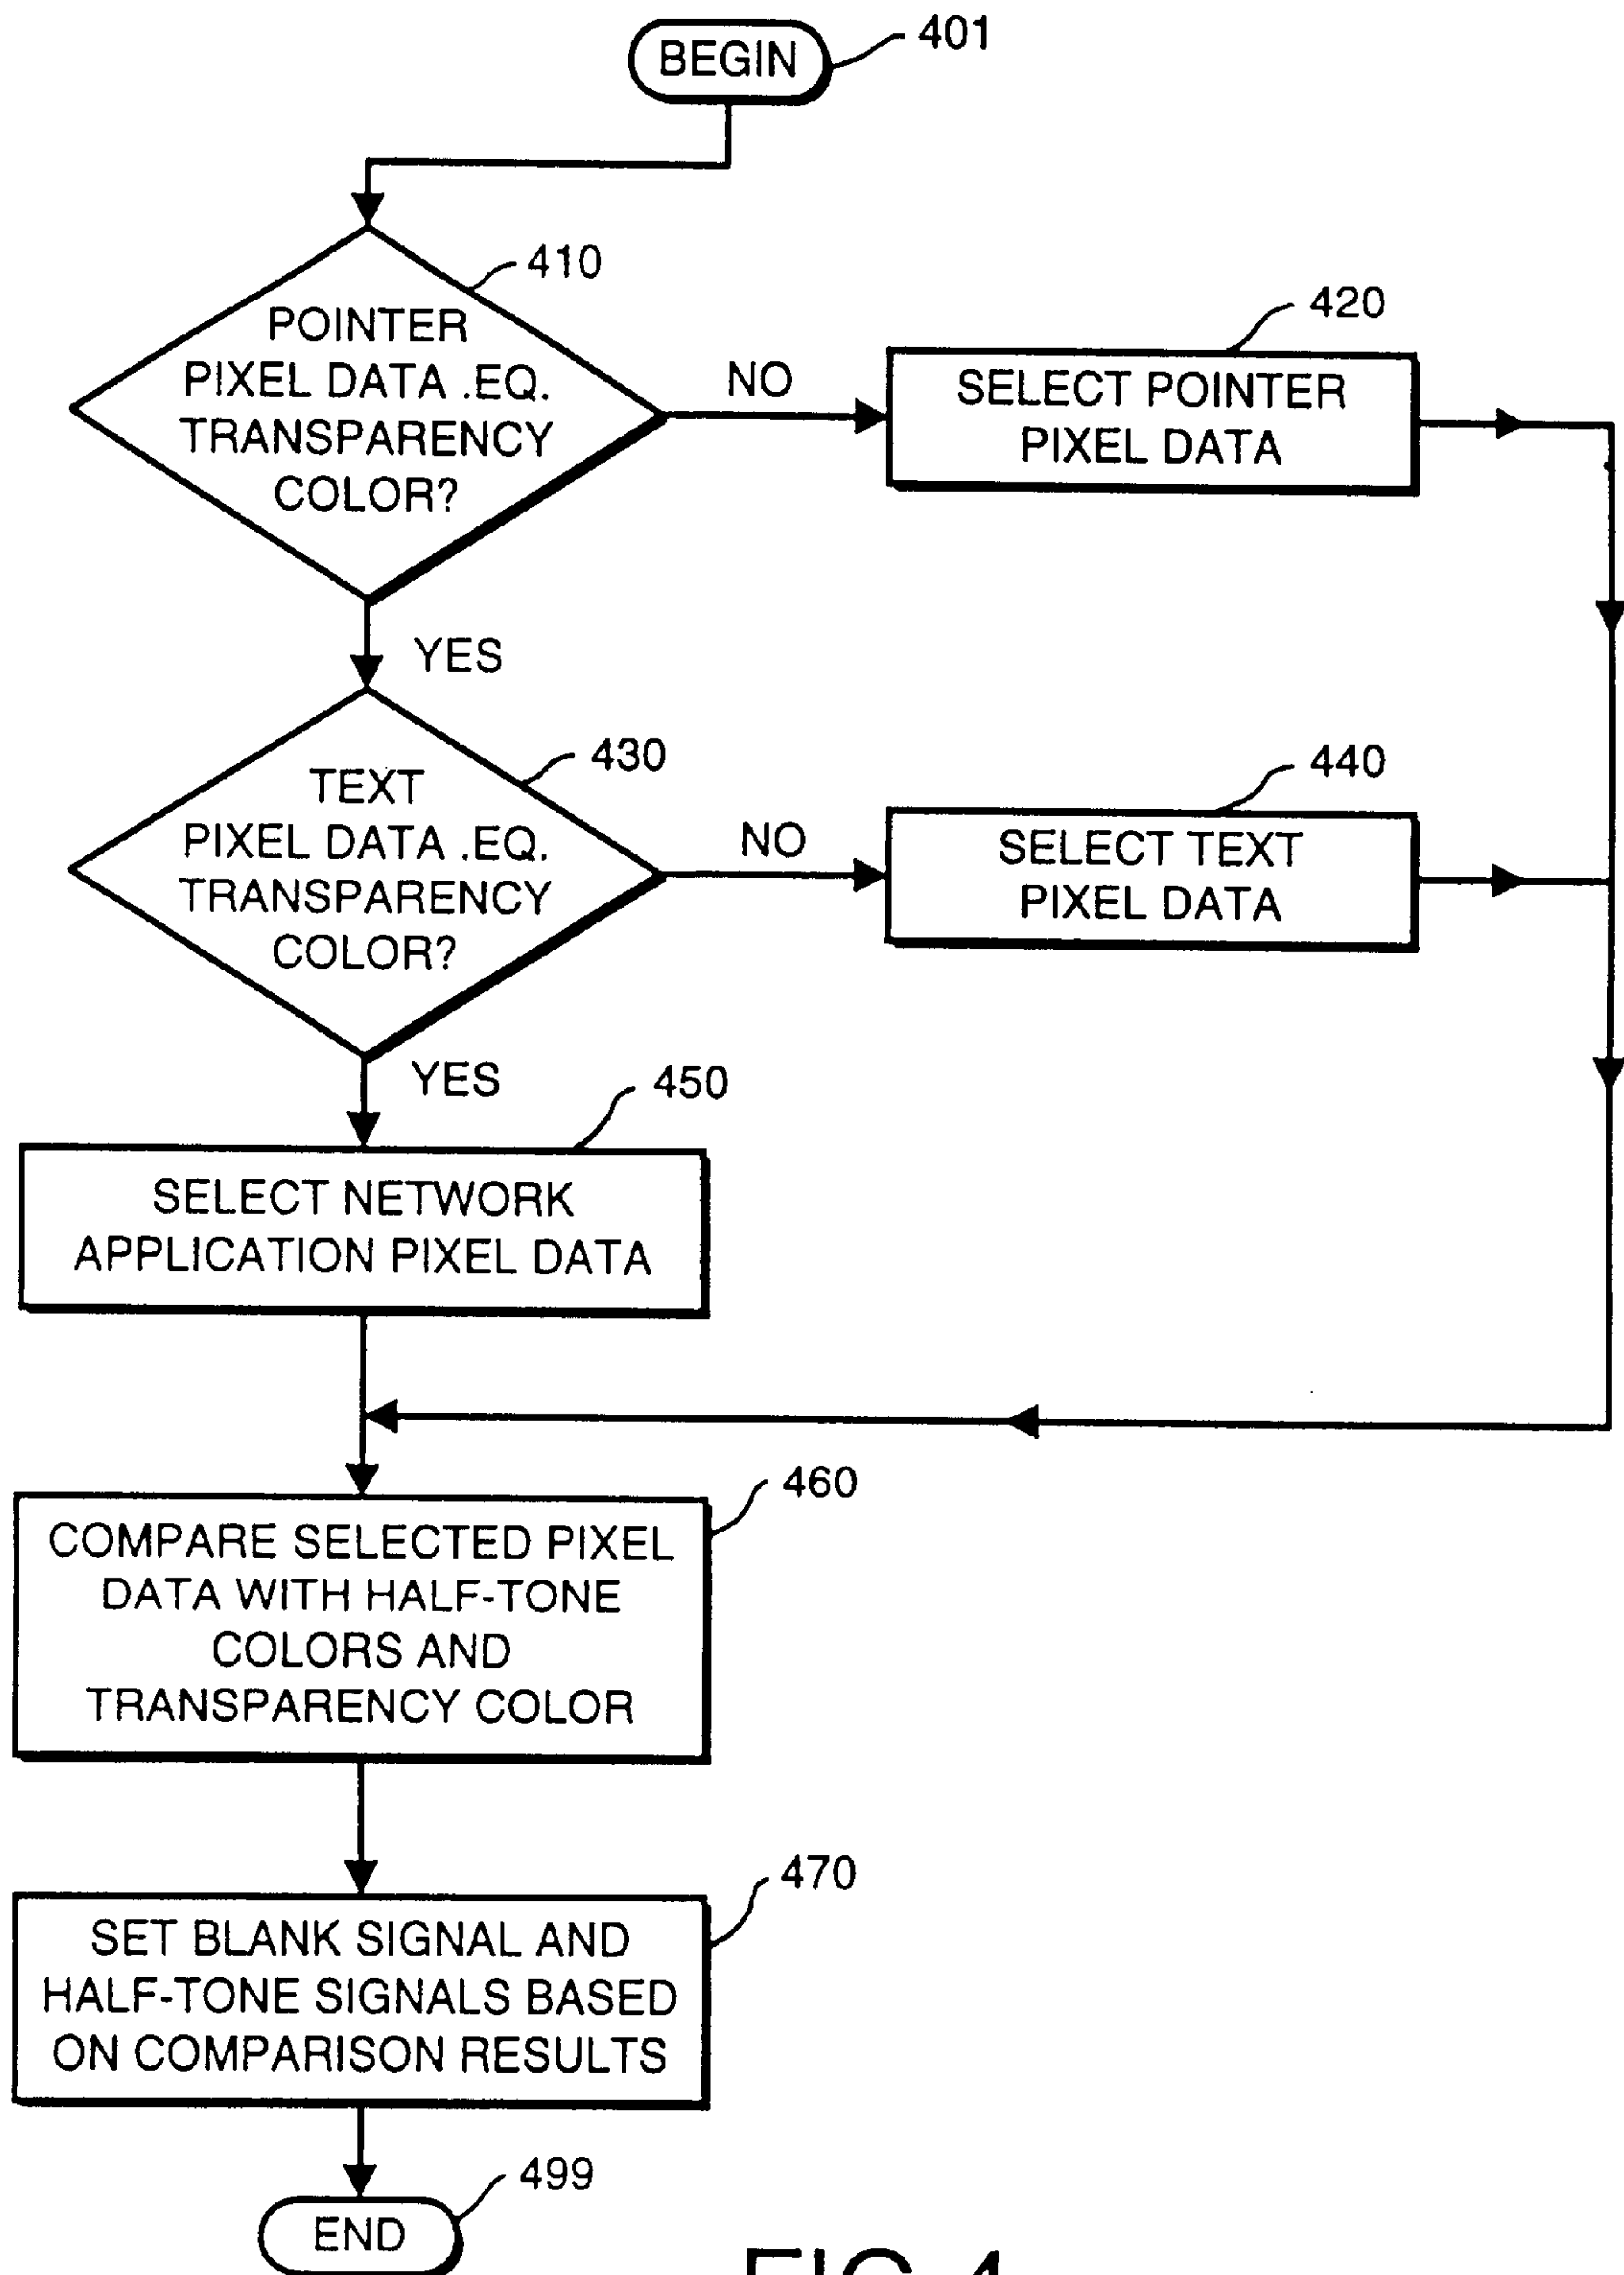 BEGIN
401
410
POINTER
PIXEL DATA .EQ.
TRANSPARENCY
COLOR?
NO
420
SELECT POINTER
PIXEL DATA
YES
430
TEXT
PIXEL DATA .EQ.
TRANSPARENCY
COLOR?
NO
440
SELECT TEXT
PIXEL DATA
YES
450
SELECT NETWORK
APPLICATION PIXEL DATA
460
COMPARE SELECTED PIXEL
DATA WITH HALF-TONE
COLORS AND
TRANSPARENCY COLOR
470
SET BLANK SIGNAL AND
HALF-TONE SIGNALS BASED
ON COMPARISON RESULTS
499
END
FIG 4